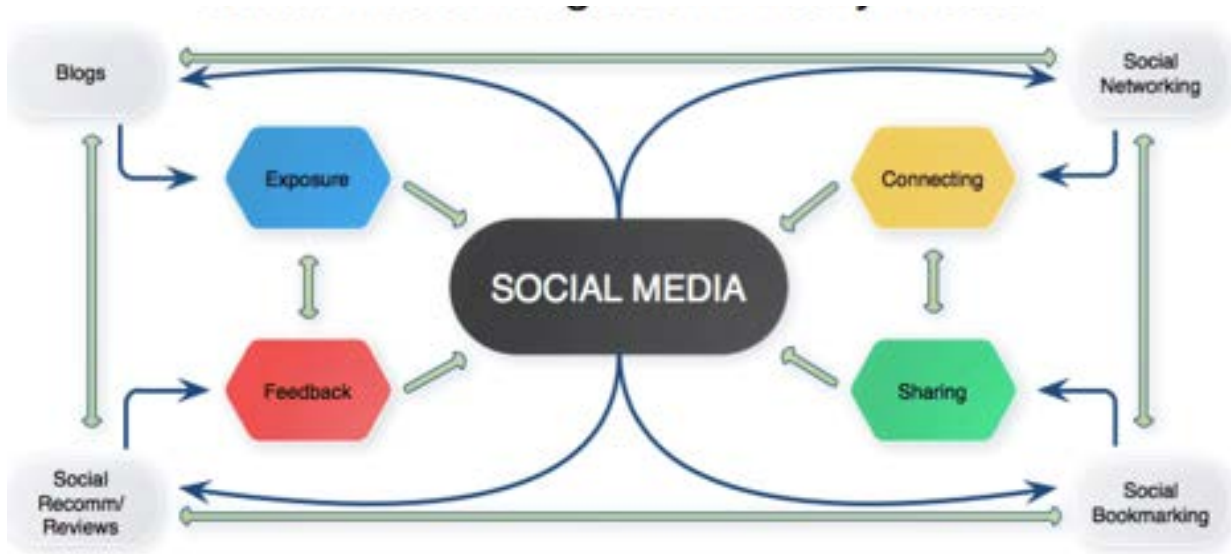 Blogs
Social
Networking
Exposure
Connecting
SOCIAL MEDIA
Feedback
Sharing
Social
Recomm/
Reviews
Social
Bookmarking